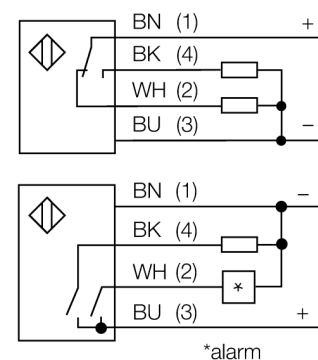 BN (1) +
BK (4)
WH (2)
BU (3) −
BN (1) −
BK (4)
WH (2) *
BU (3) +
*alarm